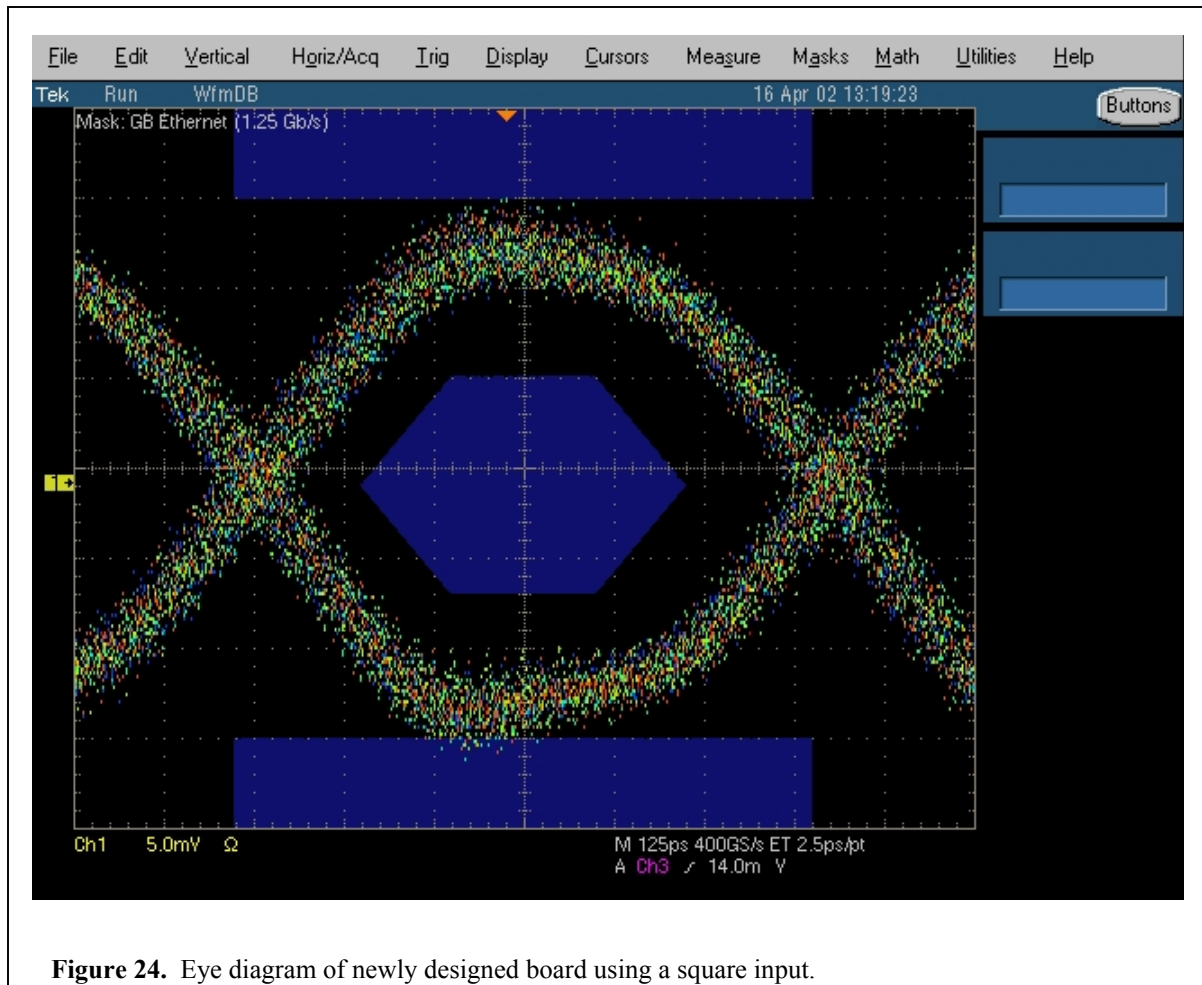 File Edit Vertical Horiz/Acq Trig Display Cursors Measure Masks Math Utilities Help
Tek Run WfmDB 16 Apr 02 13:19:23
Buttons
Mask: GB Ethernet (1.25 Gb/s)
1
Ch1 5.0mV Ω M 125ps 400GS/s ET 2.5ps/pt
A Ch3 14.0m V
Figure 24. Eye diagram of newly designed board using a square input.